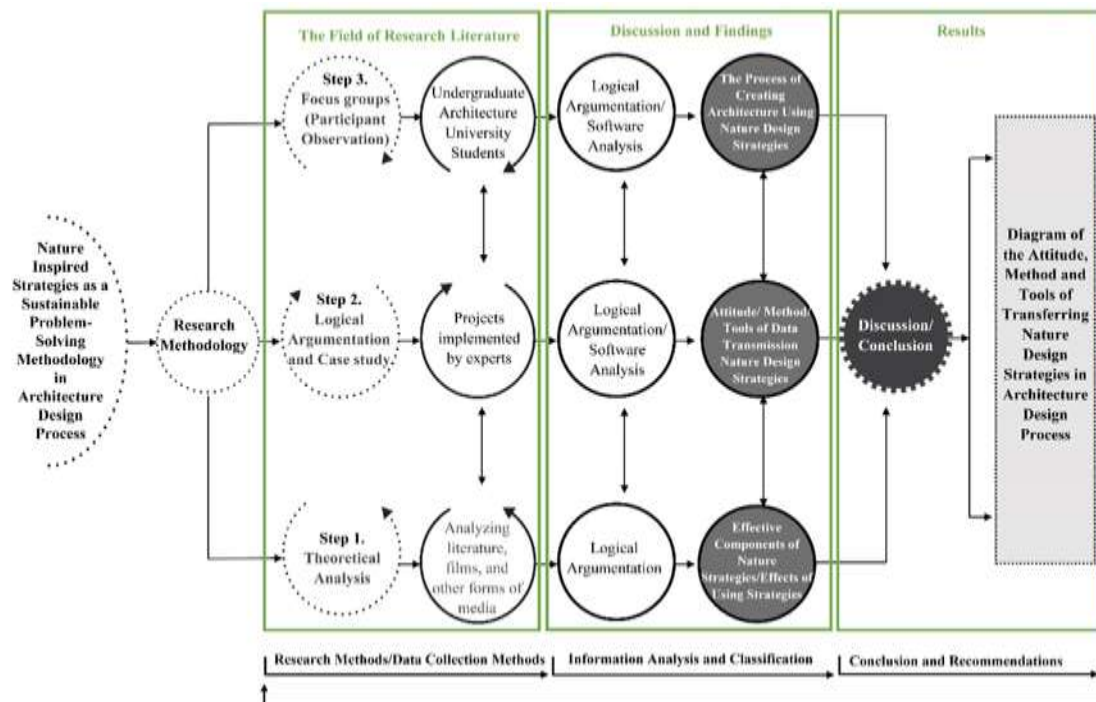 The Field of Research Literature
Discussion and Findings
Results
Nature
Inspired
Strategies as a
Sustainable
Problem-
Solving
Methodology
in
Architecture
Design
Process
Research
Methodology
Step 3.
Focus groups
(Participant
Observation)
Undergraduate
Architecture
University
Students
Logical
Argumentation/
Software
Analysis
The Process of
Creating
Architecture Using
Nature Design
Strategies
Step 2.
Logical
Argumentation
and Case study.
Projects
implemented
by experts
Logical
Argumentation/
Software
Analysis
Attitude/ Method/
Tools of Data
Transmission
Nature Design
Strategies
Step 1.
Theoretical
Analysis
Analyzing
literature,
films, and
other forms of
media
Logical
Argumentation
Effective
Components of
Nature
Strategies/Effects of
Using Strategies
Discussion/
Conclusion
Diagram of
the Attitude,
Method and
Tools of
Transferring
Nature
Design
Strategies in
Architecture
Design
Process
Research Methods/Data Collection Methods
Information Analysis and Classification
Conclusion and Recommendations